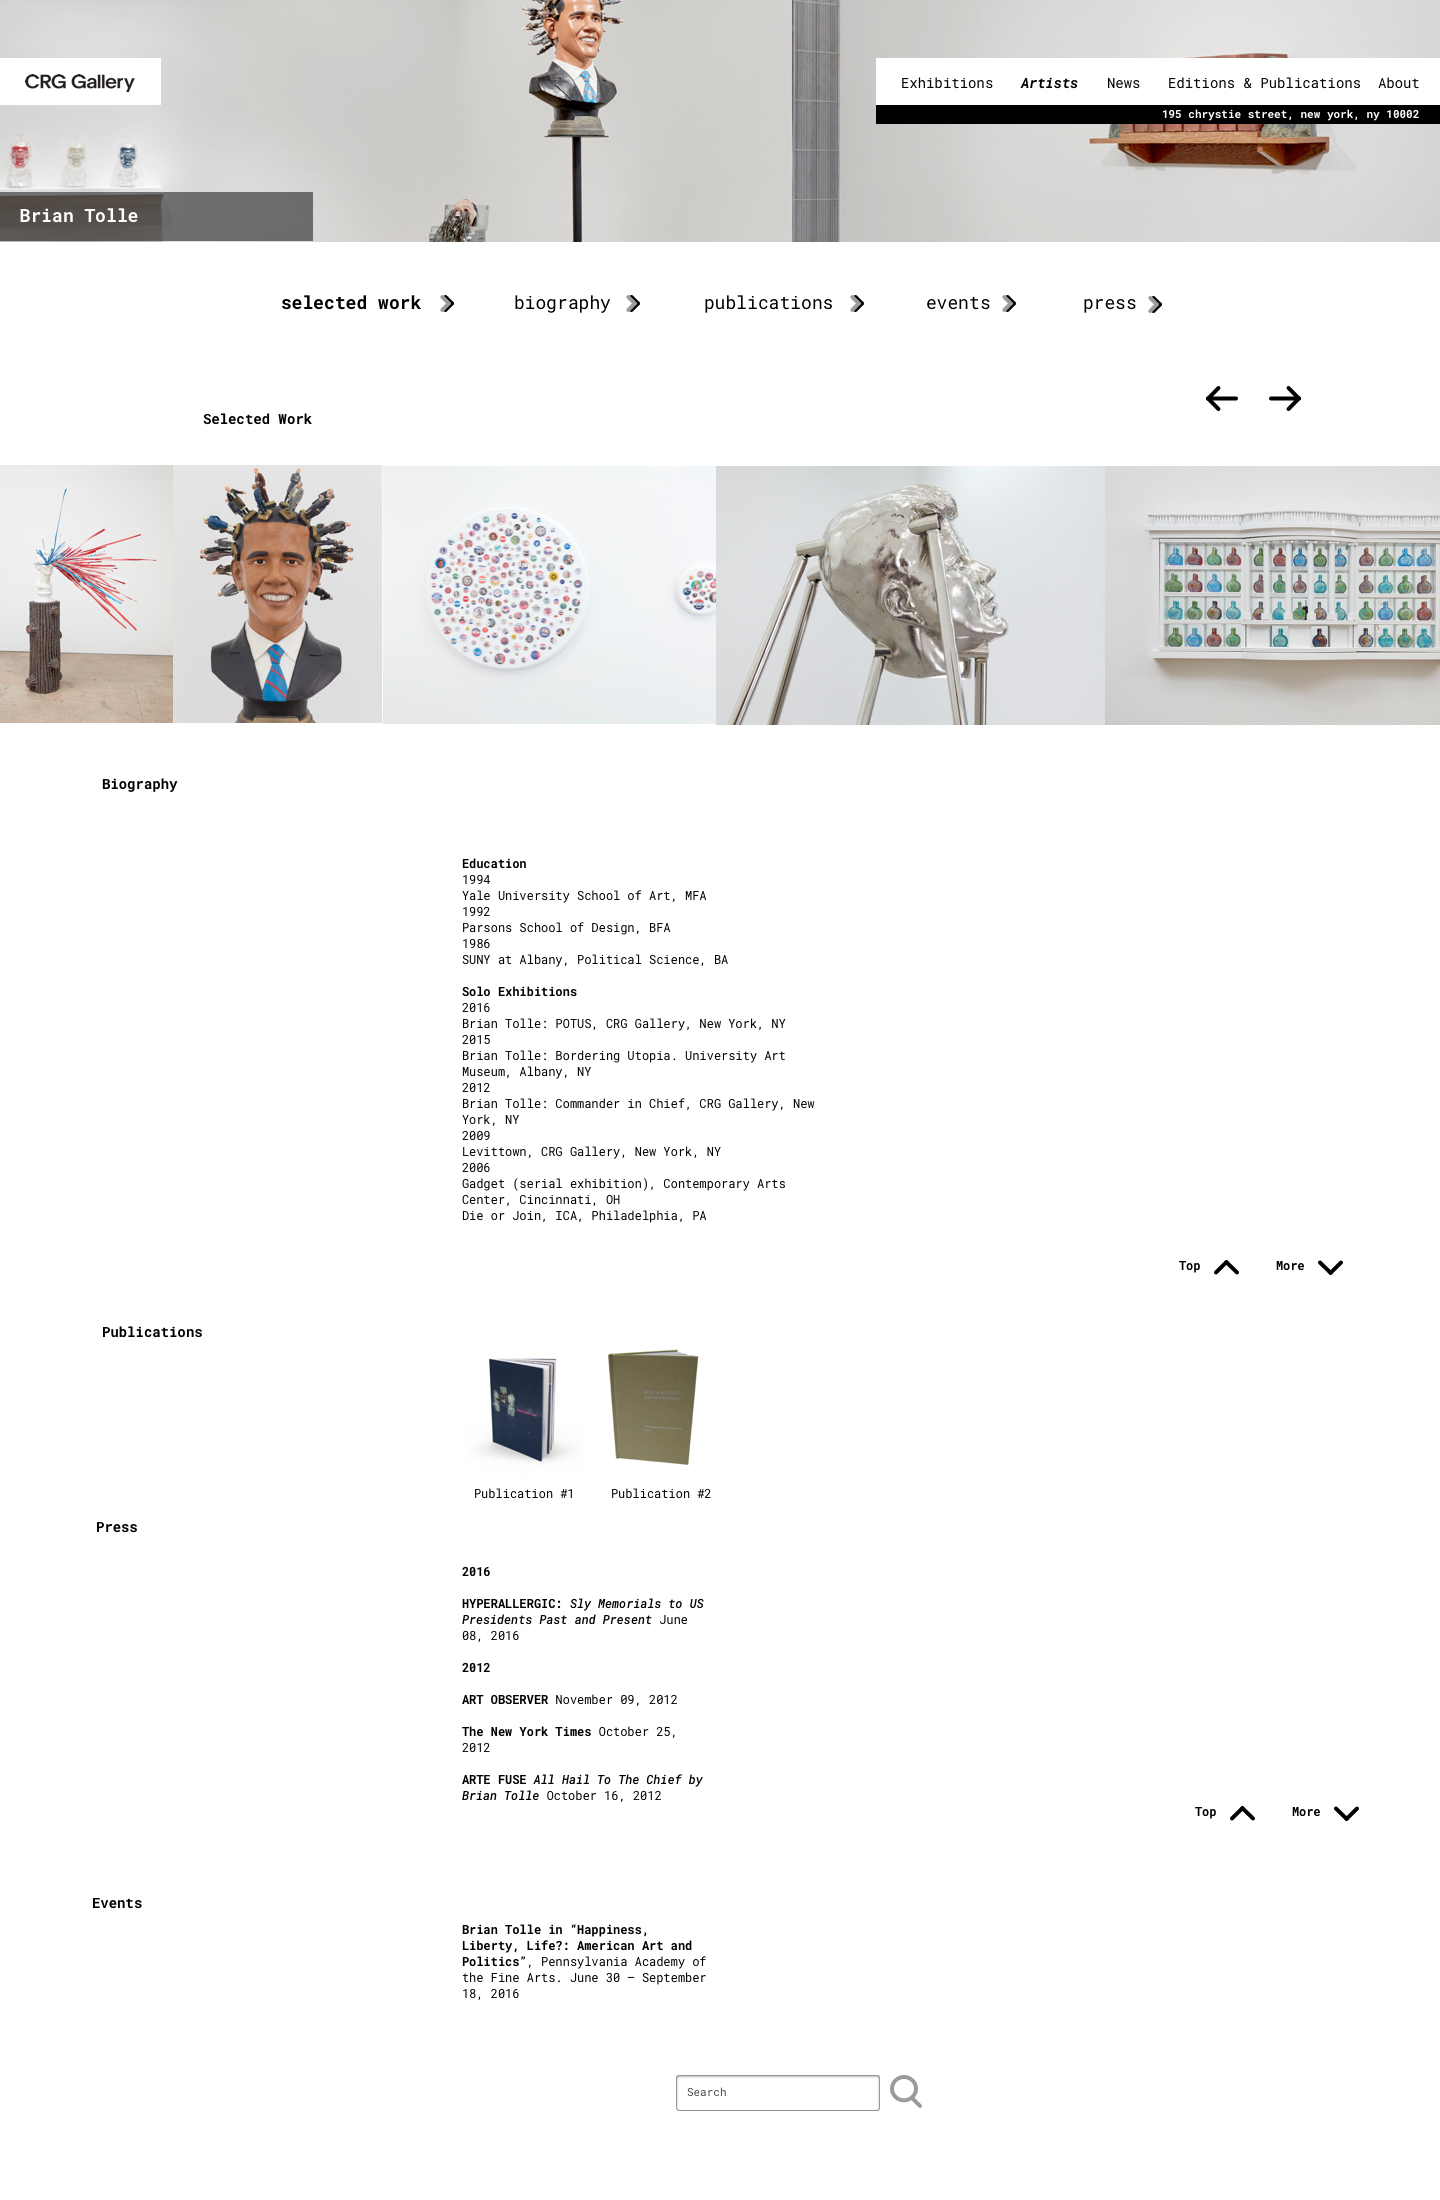 CRG Gallery
Exhibitions Artists News Editions & Publications About
195 chrystie street, new york, ny 10002
Brian Tolle
selected work biography publications events press
Selected Work
Biography
Education
1994
Yale University School of Art, MFA
1992
Parsons School of Design, BFA
1986
SUNY at Albany, Political Science, BA
Solo Exhibitions
2016
Brian Tolle: POTUS, CRG Gallery, New York, NY
2015
Brian Tolle: Bordering Utopia. University Art
Museum, Albany, NY
2012
Brian Tolle: Commander in Chief, CRG Gallery, New
York, NY
2009
Levittown, CRG Gallery, New York, NY
2006
Gadget (serial exhibition), Contemporary Arts
Center, Cincinnati, OH
Die or Join, ICA, Philadelphia, PA
Top More
Publications
Publication #1 Publication #2
Press
2016
HYPERALLERGIC: Sly Memorials to US
Presidents Past and Present June
08, 2016
2012
ART OBSERVER November 09, 2012
The New York Times October 25,
2012
ARTE FUSE All Hail To The Chief by
Brian Tolle October 16, 2012
Top More
Events
Brian Tolle in “Happiness,
Liberty, Life?: American Art and
Politics”, Pennsylvania Academy of
the Fine Arts. June 30 – September
18, 2016
Search